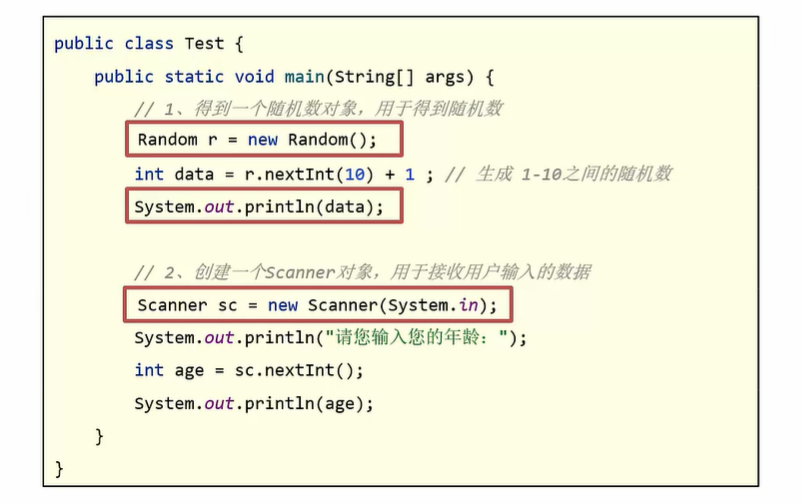 public class Test {
public static void main(String[] args) {
// 1、得到一个随机数对象，用于得到随机数
Random r = new Random();
int data = r.nextInt(10) + 1 ; // 生成 1-10之间的随机数
System.out.println(data);
// 2、创建一个Scanner对象，用于接收用户输入的数据
Scanner sc = new Scanner(System.in);
System.out.println("请您输入您的年龄：");
int age = sc.nextInt();
System.out.println(age);
}
}